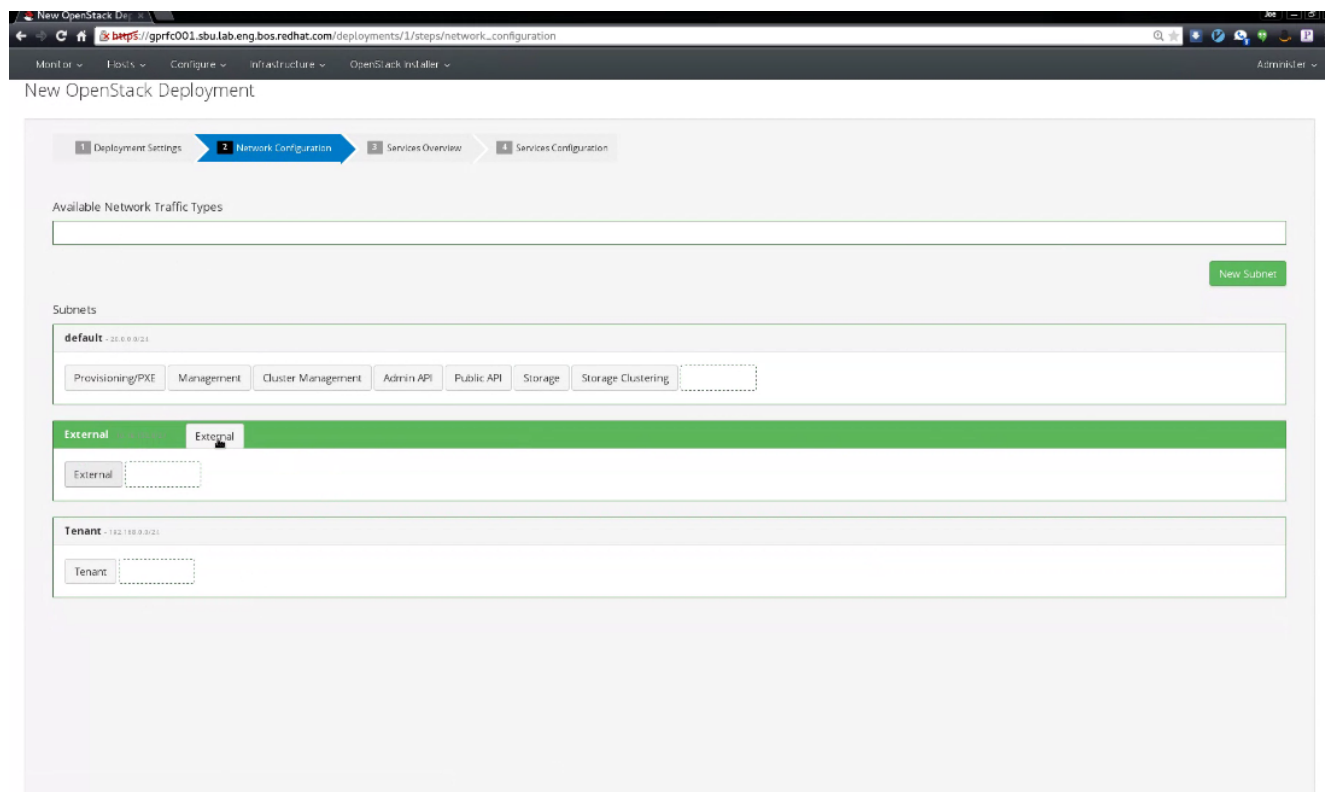 New OpenStack Dep
Joe
https://gprfc001.sbu.lab.eng.bos.redhat.com/deployments/1/steps/network_configuration
Monitor Hosts Configure Infrastructure OpenStack Installer Administer
New OpenStack Deployment
1 Deployment Settings 2 Network Configuration 3 Services Overview 4 Services Configuration
Available Network Traffic Types
New Subnet
Subnets
default
Provisioning/PXE Management Cluster Management Admin API Public API Storage Storage Clustering
External External
External
Tenant
Tenant